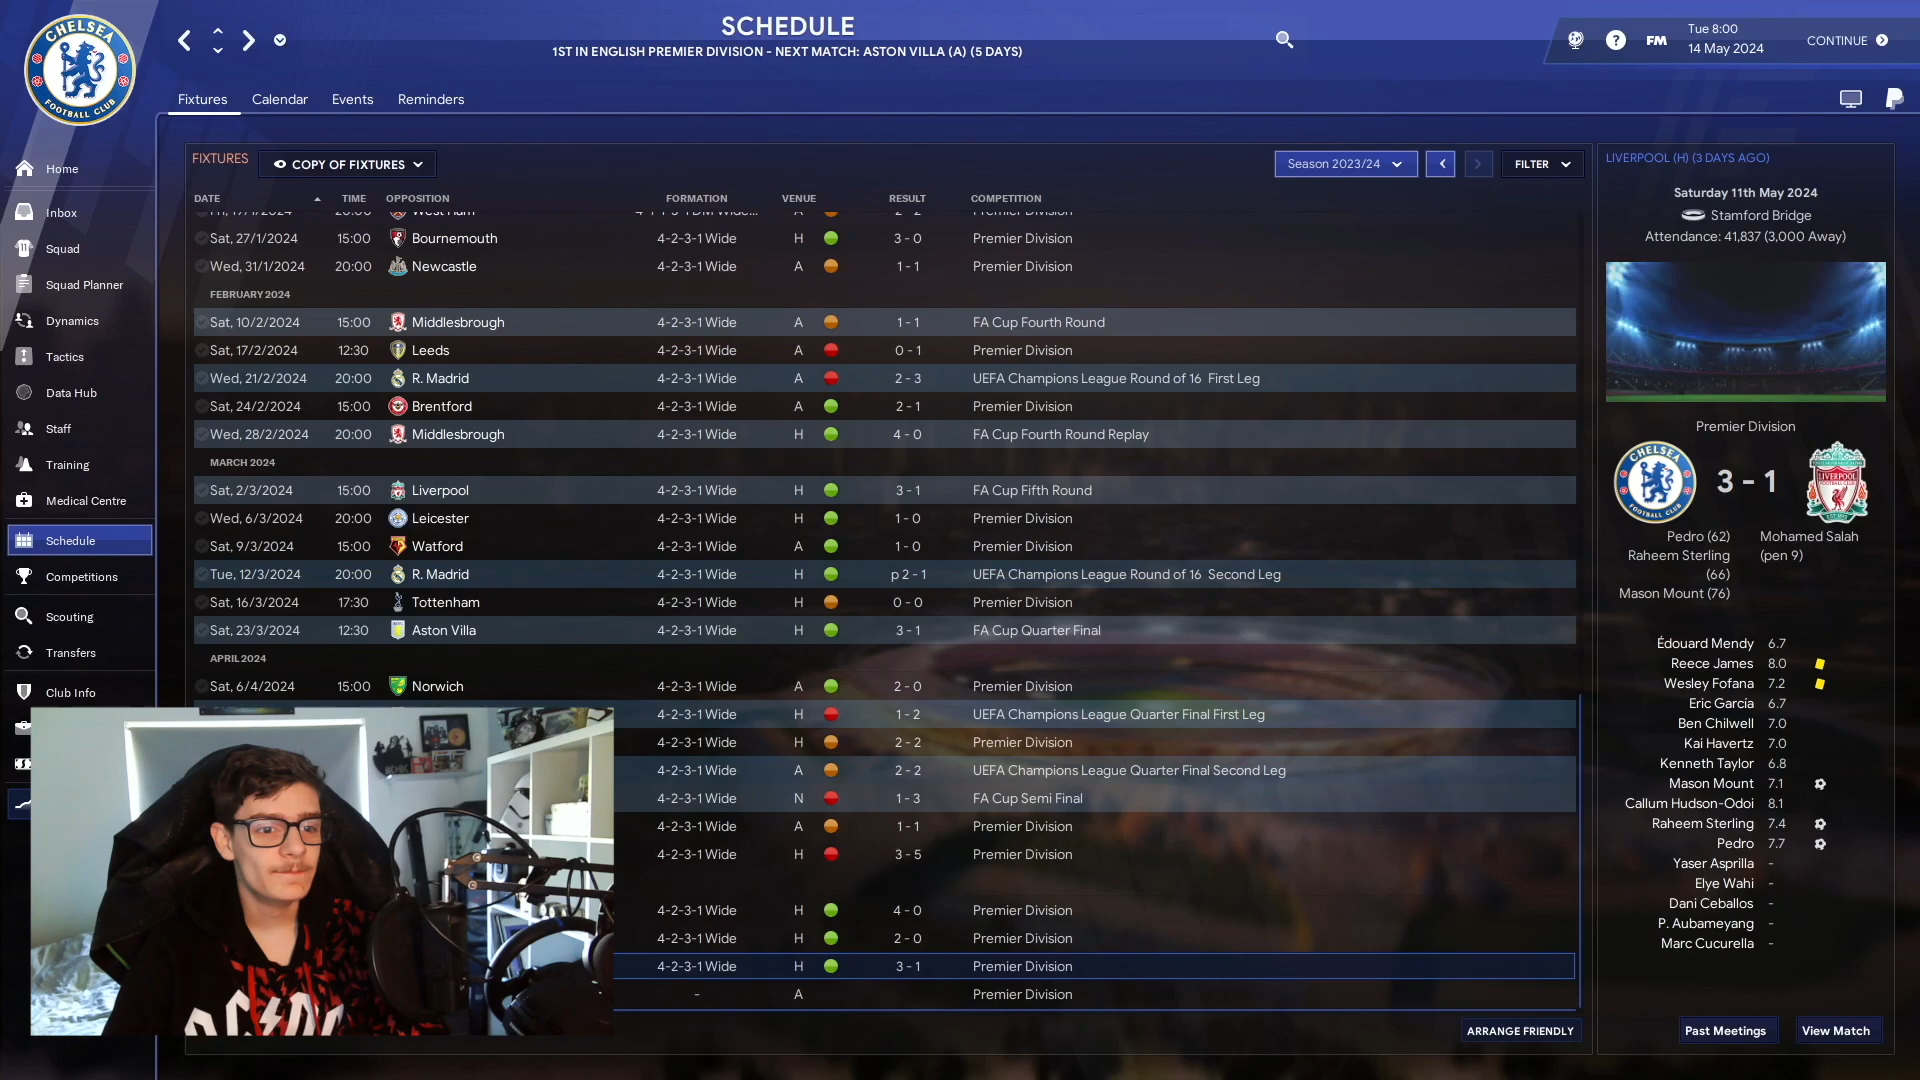 SCHEDULE
1ST IN ENGLISH PREMIER DIVISION - NEXT MATCH: ASTON VILLA (A) (5 DAYS)
FM
Tue 8:00
14 May 2024
CONTINUE
CHELSEA
FOOTBALL CLUB
Fixtures Calendar Events Reminders
Home
Inbox
Squad
Squad Planner
Dynamics
Tactics
Data Hub
Staff
Training
Medical Centre
Schedule
Competitions
Scouting
Transfers
Club Info
FIXTURES COPY OF FIXTURES Season 2023/24 FILTER
DATE TIME OPPOSITION FORMATION VENUE RESULT COMPETITION
Sat, 27/1/2024 15:00 Bournemouth 4-2-3-1 Wide H 3 - 0 Premier Division
Wed, 31/1/2024 20:00 Newcastle 4-2-3-1 Wide A 1 - 1 Premier Division
FEBRUARY 2024
Sat, 10/2/2024 15:00 Middlesbrough 4-2-3-1 Wide A 1 - 1 FA Cup Fourth Round
Sat, 17/2/2024 12:30 Leeds 4-2-3-1 Wide A 0 - 1 Premier Division
Wed, 21/2/2024 20:00 R. Madrid 4-2-3-1 Wide A 2 - 3 UEFA Champions League Round of 16 First Leg
Sat, 24/2/2024 15:00 Brentford 4-2-3-1 Wide A 2 - 1 Premier Division
Wed, 28/2/2024 20:00 Middlesbrough 4-2-3-1 Wide H 4 - 0 FA Cup Fourth Round Replay
MARCH 2024
Sat, 2/3/2024 15:00 Liverpool 4-2-3-1 Wide H 3 - 1 FA Cup Fifth Round
Wed, 6/3/2024 20:00 Leicester 4-2-3-1 Wide H 1 - 0 Premier Division
Sat, 9/3/2024 15:00 Watford 4-2-3-1 Wide A 1 - 0 Premier Division
Tue, 12/3/2024 20:00 R. Madrid 4-2-3-1 Wide H p 2 - 1 UEFA Champions League Round of 16 Second Leg
Sat, 16/3/2024 17:30 Tottenham 4-2-3-1 Wide H 0 - 0 Premier Division
Sat, 23/3/2024 12:30 Aston Villa 4-2-3-1 Wide H 3 - 1 FA Cup Quarter Final
APRIL 2024
Sat, 6/4/2024 15:00 Norwich 4-2-3-1 Wide A 2 - 0 Premier Division
4-2-3-1 Wide H 1 - 2 UEFA Champions League Quarter Final First Leg
4-2-3-1 Wide H 2 - 2 Premier Division
4-2-3-1 Wide A 2 - 2 UEFA Champions League Quarter Final Second Leg
4-2-3-1 Wide N 1 - 3 FA Cup Semi Final
4-2-3-1 Wide A 1 - 1 Premier Division
4-2-3-1 Wide H 3 - 5 Premier Division
4-2-3-1 Wide H 4 - 0 Premier Division
4-2-3-1 Wide H 2 - 0 Premier Division
4-2-3-1 Wide H 3 - 1 Premier Division
- A Premier Division
ARRANGE FRIENDLY
LIVERPOOL (H) (3 DAYS AGO)
Saturday 11th May 2024
Stamford Bridge
Attendance: 41,837 (3,000 Away)
Premier Division
3 - 1
Pedro (62)
Raheem Sterling
(66)
Mason Mount (76)
Mohamed Salah
(pen 9)
Édouard Mendy 6.7
Reece James 8.0
Wesley Fofana 7.2
Eric García 6.7
Ben Chilwell 7.0
Kai Havertz 7.0
Kenneth Taylor 6.8
Mason Mount 7.1
Callum Hudson-Odoi 8.1
Raheem Sterling 7.4
Pedro 7.7
Yaser Asprilla -
Elye Wahi -
Dani Ceballos -
P. Aubameyang -
Marc Cucurella -
Past Meetings View Match
AC DC